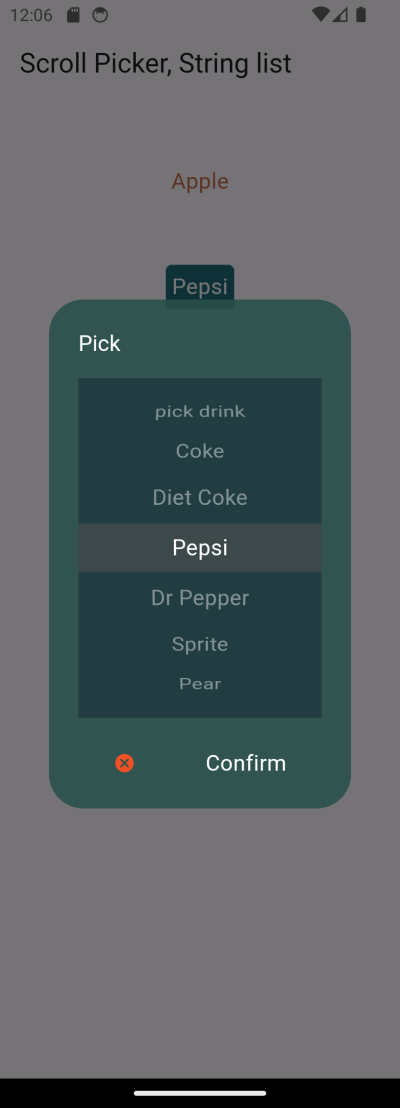 12:06
Scroll Picker, String list
Apple
Pepsi
Pick
pick drink
Coke
Diet Coke
Pepsi
Dr Pepper
Sprite
Pear
Confirm